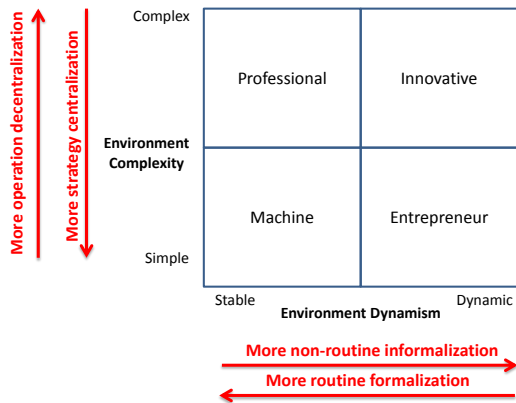 More operation decentralization
More strategy centralization
Complex
Professional
Innovative
Environment
Complexity
Machine
Entrepreneur
Simple
Stable
Dynamic
Environment Dynamism
More non-routine informalization
More routine formalization